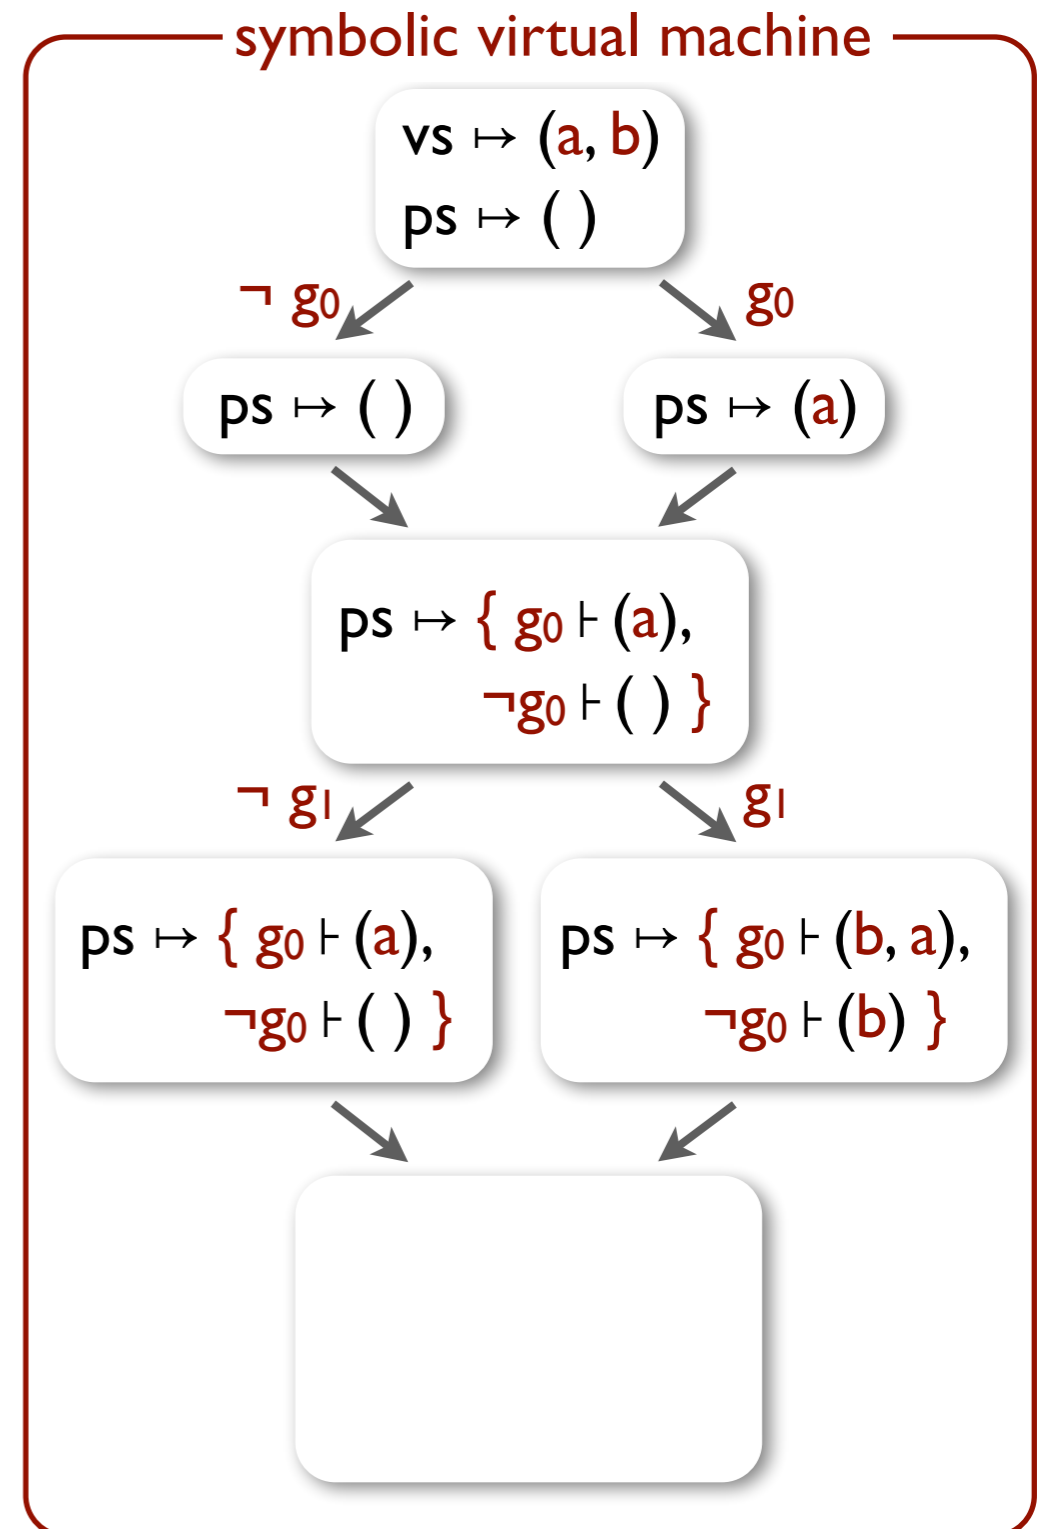 symbolic virtual machine
vs ↦ (a, b)
ps ↦ ( )
¬ g₀
g₀
ps ↦ ( )
ps ↦ (a)
ps ↦ { g₀ ⊢ (a),
¬g₀ ⊢ ( ) }
¬ g₁
g₁
ps ↦ { g₀ ⊢ (a),
¬g₀ ⊢ ( ) }
ps ↦ { g₀ ⊢ (b, a),
¬g₀ ⊢ (b) }